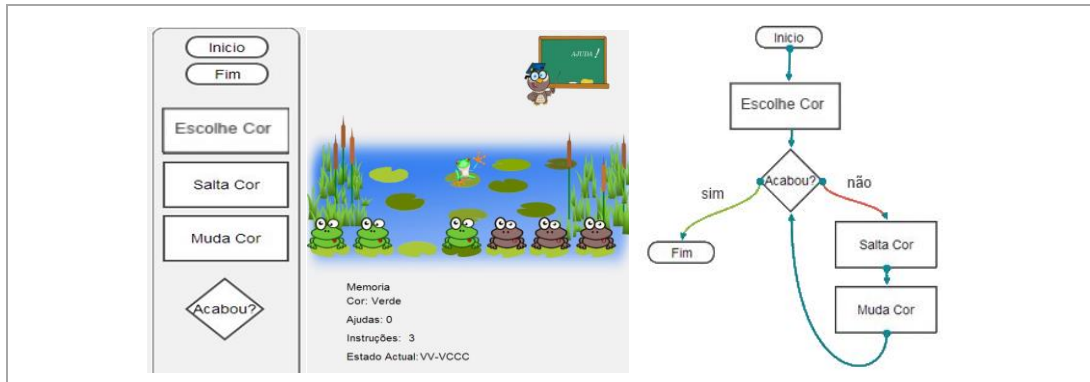 Inicio
Fim
Escolhe Cor
Salta Cor
Muda Cor
Acabou?
AJUDA!
Memoria
Cor: Verde
Ajudas: 0
Instruções: 3
Estado Actual: VV-VCCC
Inicio
Escolhe Cor
Acabou?
sim
não
Fim
Salta Cor
Muda Cor